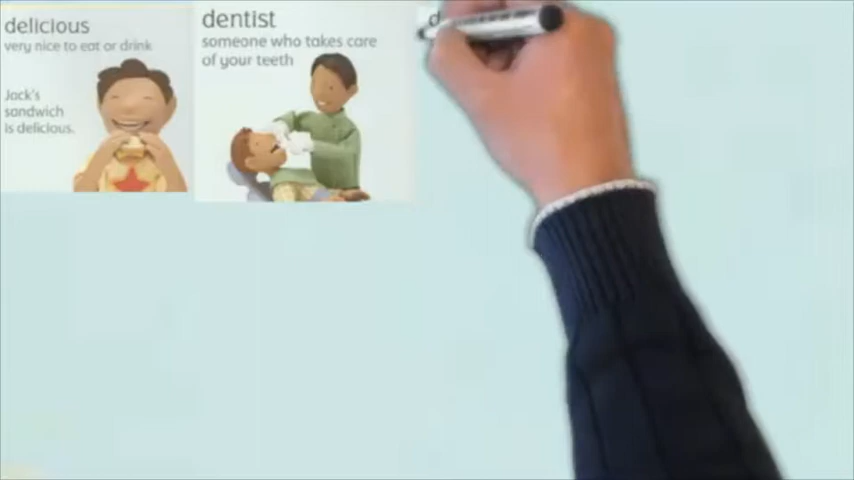 delicious
very nice to eat or drink
Jack's
sandwich
is delicious.
dentist
someone who takes care
of your teeth
d